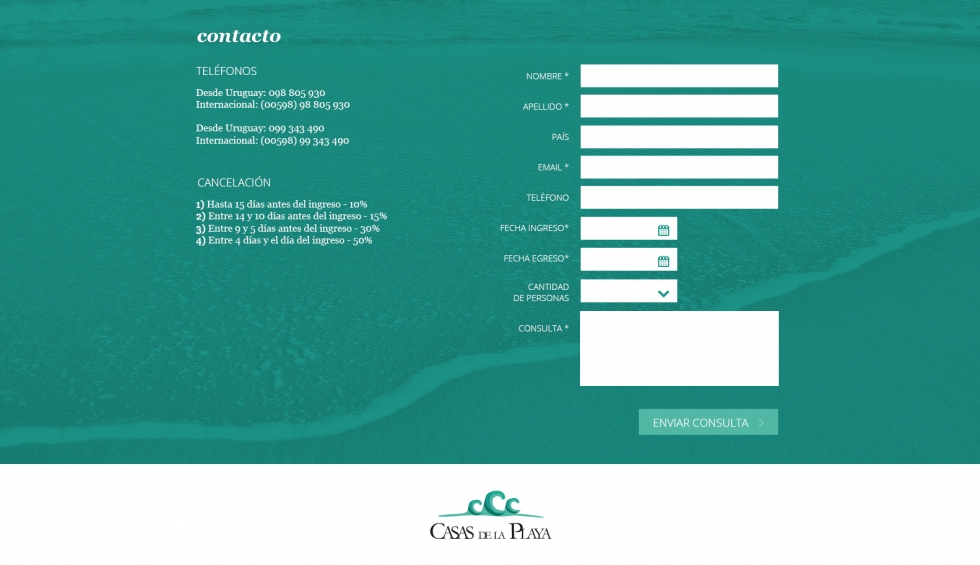 contacto
TELÉFONOS
Desde Uruguay: 098 805 930
Internacional: (00598) 98 805 930
Desde Uruguay: 099 343 490
Internacional: (00598) 99 343 490
CANCELACIÓN
1) Hasta 15 días antes del ingreso - 10%
2) Entre 14 y 10 días antes del ingreso - 15%
3) Entre 9 y 5 días antes del ingreso - 30%
4) Entre 4 días y el día del ingreso - 50%
NOMBRE *
APELLIDO *
PAÍS
EMAIL *
TELÉFONO
FECHA INGRESO*
FECHA EGRESO*
CANTIDAD
DE PERSONAS
CONSULTA *
ENVIAR CONSULTA
cCc
CASAS DE LA PLAYA